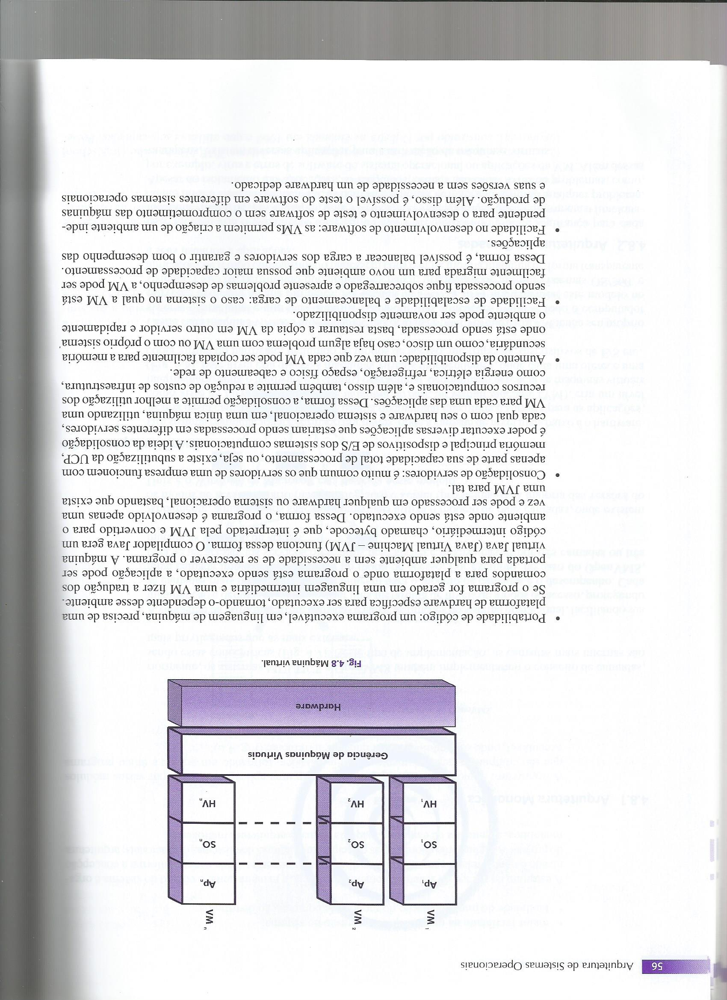 56 Arquitetura de Sistemas Operacionais
VM1 VM2 VMn
Ap1 Ap2 Apn
SO1 SO2 SOn
HV1 HV2 HVn
Gerência de Máquinas Virtuais
Hardware
Fig. 4.8 Máquina virtual.
• Portabilidade de código: um programa executável, em linguagem de máquina, precisa de uma
plataforma de hardware específica para ser executado, tornando-o dependente desse ambiente.
Se o programa for gerado em uma linguagem intermediária e uma VM fizer a tradução dos
comandos para a plataforma onde o programa está sendo executado, a aplicação pode ser
portada para qualquer ambiente sem a necessidade de se reescrever o programa. A máquina
virtual Java (Java Virtual Machine – JVM) funciona dessa forma. O compilador Java gera um
código intermediário, chamado bytecode, que é interpretado pela JVM e convertido para o
ambiente onde está sendo executado. Dessa forma, o programa é desenvolvido apenas uma
vez e pode ser processado em qualquer hardware ou sistema operacional, bastando que exista
uma JVM para tal.
• Consolidação de servidores: é muito comum que os servidores de uma empresa funcionem com
apenas parte de sua capacidade total de processamento, ou seja, existe a subutilização da UCP,
memória principal e dispositivos de E/S dos sistemas computacionais. A ideia da consolidação
é poder executar diversas aplicações que estariam sendo processadas em diferentes servidores,
cada qual com o seu hardware e sistema operacional, em uma única máquina, utilizando uma
VM para cada uma das aplicações. Dessa forma, a consolidação permite a melhor utilização dos
recursos computacionais e, além disso, também permite a redução de custos de infraestrutura,
como energia elétrica, refrigeração, espaço físico e cabeamento de rede.
• Aumento da disponibilidade: uma vez que cada VM pode ser copiada facilmente para a memória
secundária, como um disco, caso haja algum problema com uma VM ou com o próprio sistema
onde está sendo processada, basta restaurar a cópia da VM em outro servidor e rapidamente
o ambiente pode ser novamente disponibilizado.
• Facilidade de escalabilidade e balanceamento de carga: caso o sistema no qual a VM está
sendo processada fique sobrecarregado e apresente problemas de desempenho, a VM pode ser
facilmente migrada para um novo ambiente que possua maior capacidade de processamento.
Dessa forma, é possível balancear a carga dos servidores e garantir o bom desempenho das
aplicações.
• Facilidade no desenvolvimento de software: as VMs permitem a criação de um ambiente inde-
pendente para o desenvolvimento e teste de software sem o comprometimento das máquinas
de produção. Além disso, é possível o teste do software em diferentes sistemas operacionais
e suas versões sem a necessidade de um hardware dedicado.